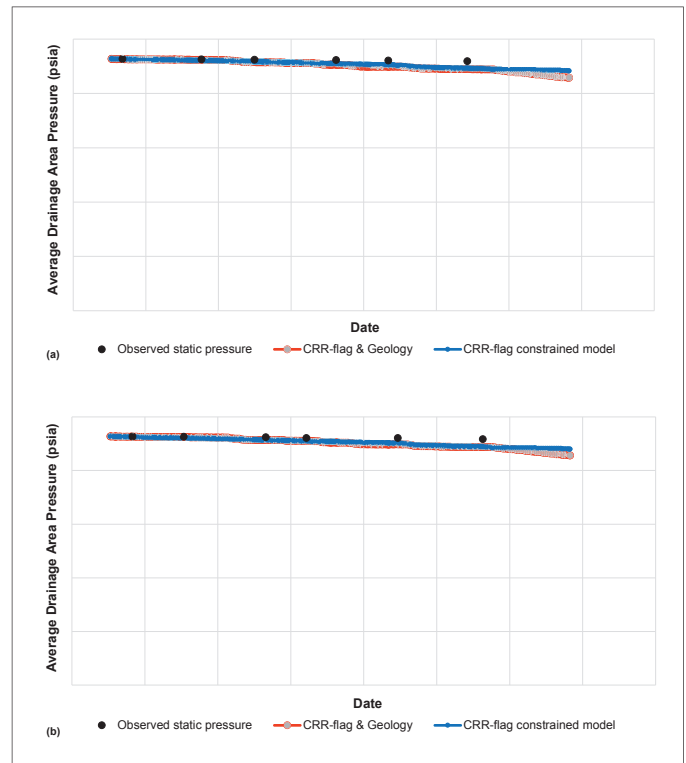 Average Drainage Area Pressure (psia)
Date
(a) Observed static pressure CRR-flag & Geology CRR-flag constrained model
Average Drainage Area Pressure (psia)
Date
(b) Observed static pressure CRR-flag & Geology CRR-flag constrained model